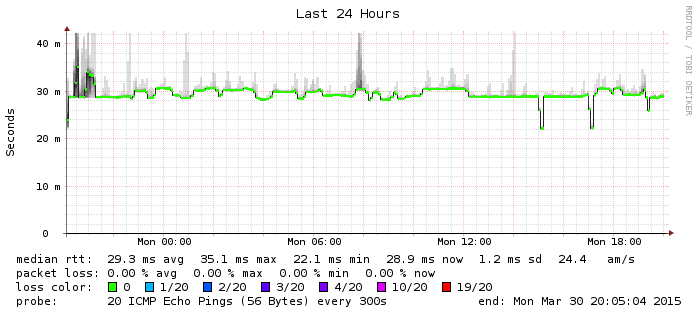 Last 24 Hours
RRDTOOL / TOBI OETIKER
Seconds
40 m
30 m
20 m
10 m
0
Mon 00:00 Mon 06:00 Mon 12:00 Mon 18:00
median rtt: 29.3 ms avg 35.1 ms max 22.1 ms min 28.9 ms now 1.2 ms sd 24.4 am/s
packet loss: 0.00 % avg 0.00 % max 0.00 % min 0.00 % now
loss color: 0 1/20 2/20 3/20 4/20 10/20 19/20
probe: 20 ICMP Echo Pings (56 Bytes) every 300s end: Mon Mar 30 20:05:04 2015